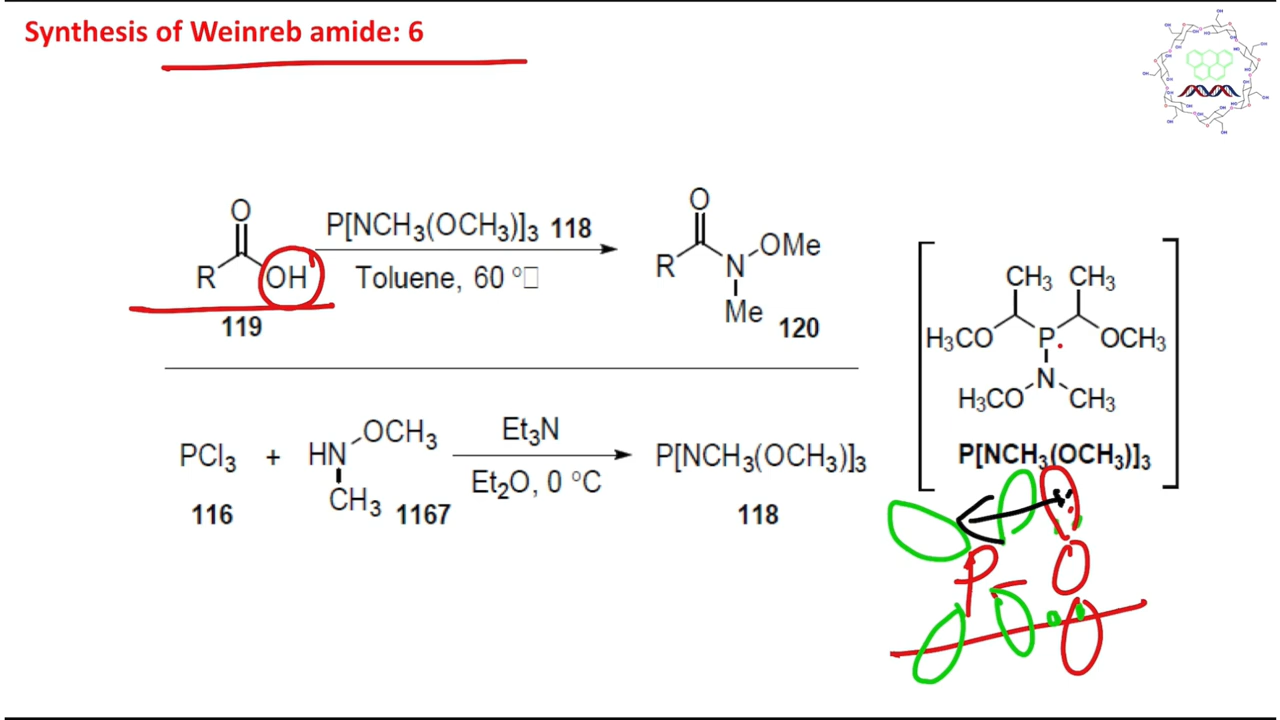 Synthesis of Weinreb amide: 6
O
R OH
119
P[NCH₃(OCH₃)]₃ 118
Toluene, 60 °□
O
R N OMe
Me
120
PCl₃ + HN OCH₃
CH₃
116 1167
Et₃N
Et₂O, 0 °C
P[NCH₃(OCH₃)]₃
118
CH₃ CH₃
H₃CO P OCH₃
N
H₃CO CH₃
P[NCH₃(OCH₃)]₃
P O